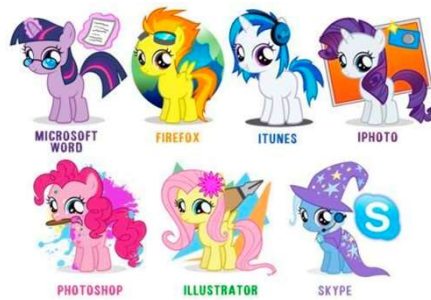 MICROSOFT
WORD
FIREFOX
ITUNES
IPHOTO
S
PHOTOSHOP
ILLUSTRATOR
SKYPE